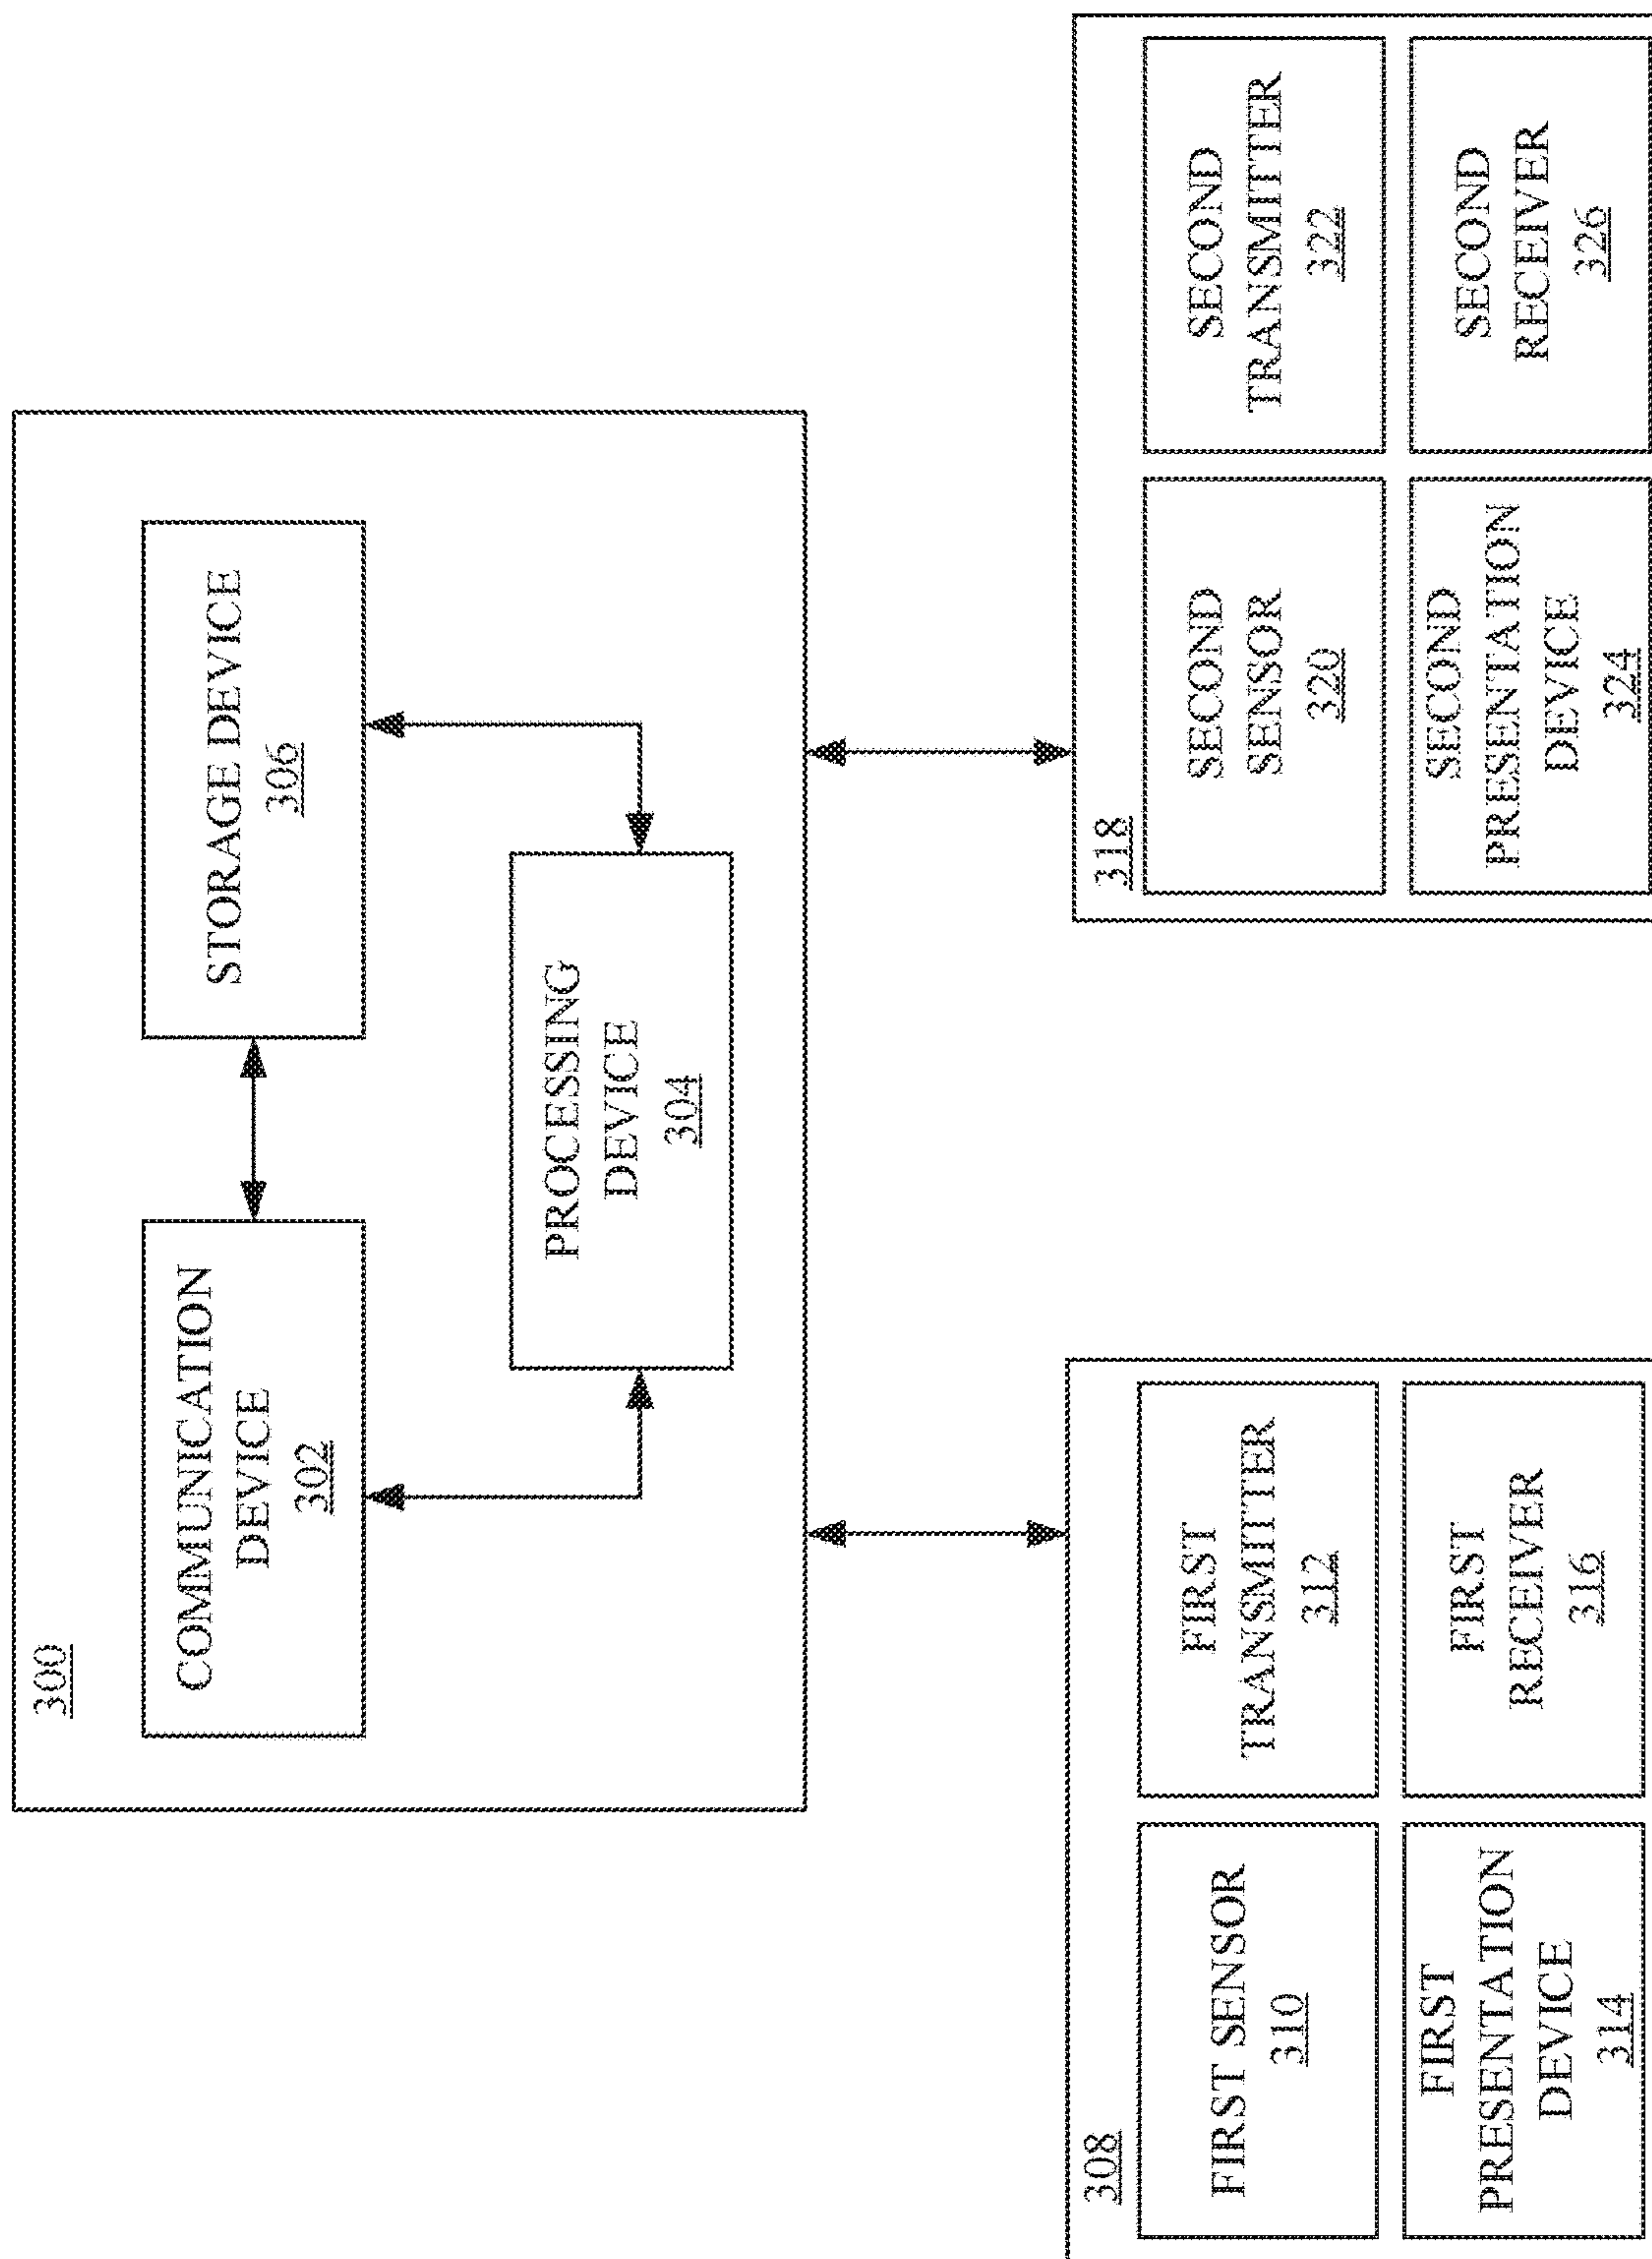 300
COMMUNICATION
DEVICE
302
STORAGE DEVICE
306
PROCESSING
DEVICE
304
308
FIRST SENSOR
310
FIRST
TRANSMITTER
312
FIRST
PRESENTATION
DEVICE
314
FIRST
RECEIVER
316
318
SECOND
SENSOR
320
SECOND
TRANSMITTER
322
SECOND
PRESENTATION
DEVICE
324
SECOND
RECEIVER
326